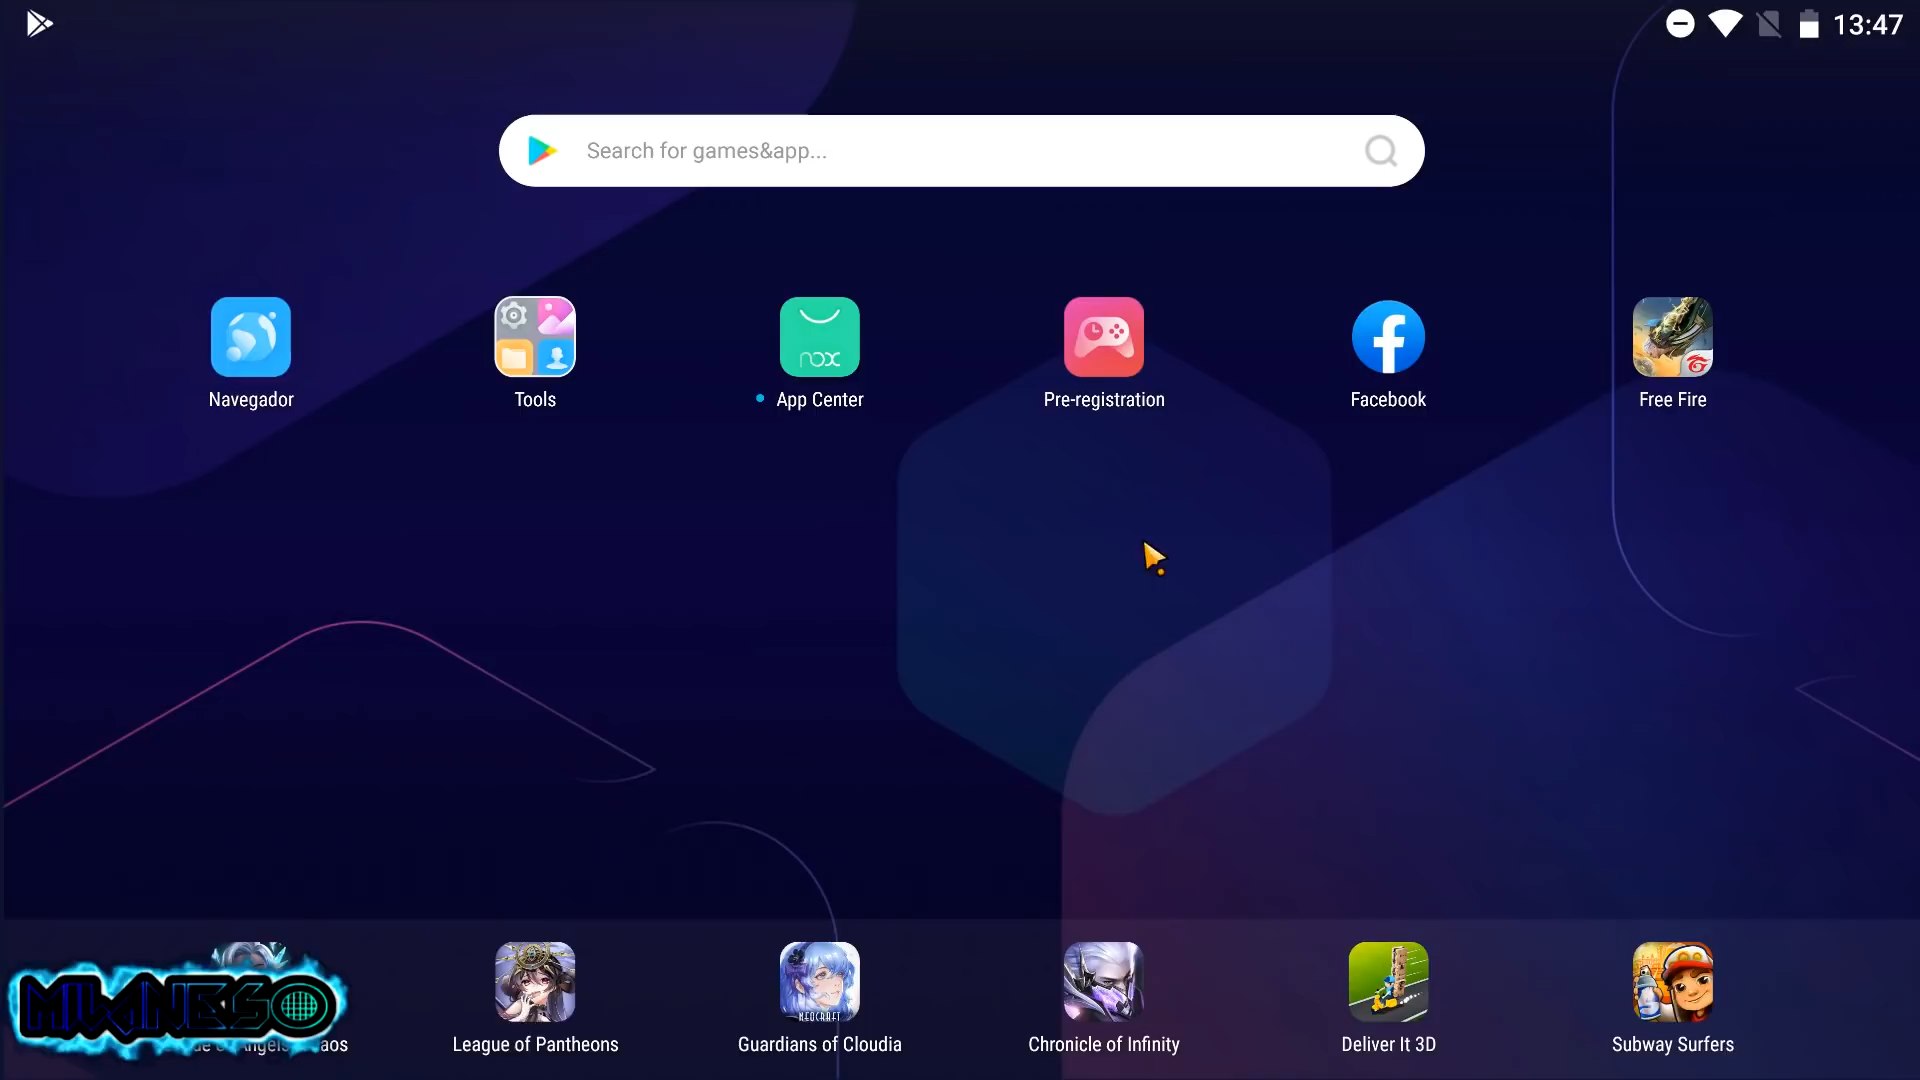 13:47
Search for games&app...
nox
Navegador
Tools
App Center
Pre-registration
Facebook
Free Fire
NEOCRAFT
League of Pantheons
Guardians of Cloudia
Chronicle of Infinity
Deliver It 3D
Subway Surfers